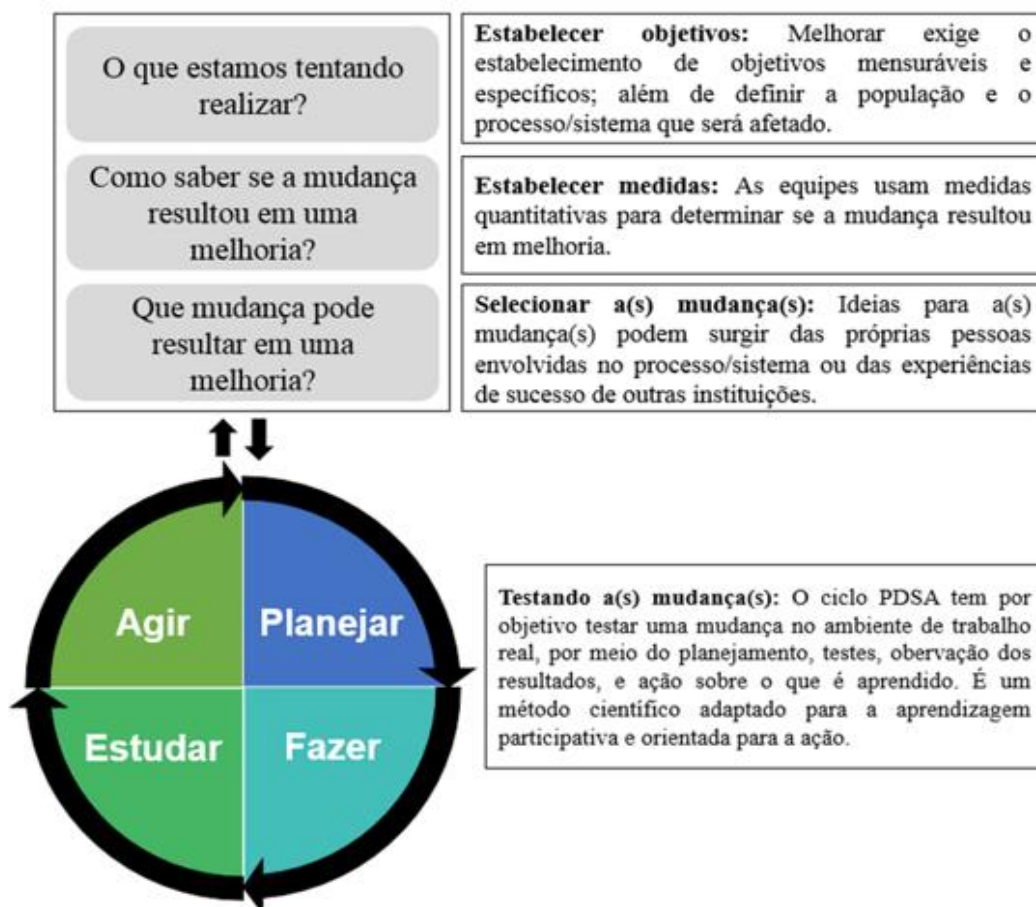 O que estamos tentando
realizar?
Estabelecer objetivos: Melhorar exige o
estabelecimento de objetivos mensuráveis e
específicos; além de definir a população e o
processo/sistema que será afetado.
Como saber se a mudança
resultou em uma
melhoria?
Estabelecer medidas: As equipes usam medidas
quantitativas para determinar se a mudança resultou
em melhoria.
Que mudança pode
resultar em uma
melhoria?
Selecionar a(s) mudança(s): Ideias para a(s)
mudança(s) podem surgir das próprias pessoas
envolvidas no processo/sistema ou das experiências
de sucesso de outras instituições.
Agir
Planejar
Estudar
Fazer
Testando a(s) mudança(s): O ciclo PDSA tem por
objetivo testar uma mudança no ambiente de trabalho
real, por meio do planejamento, testes, obervação dos
resultados, e ação sobre o que é aprendido. É um
método científico adaptado para a aprendizagem
participativa e orientada para a ação.